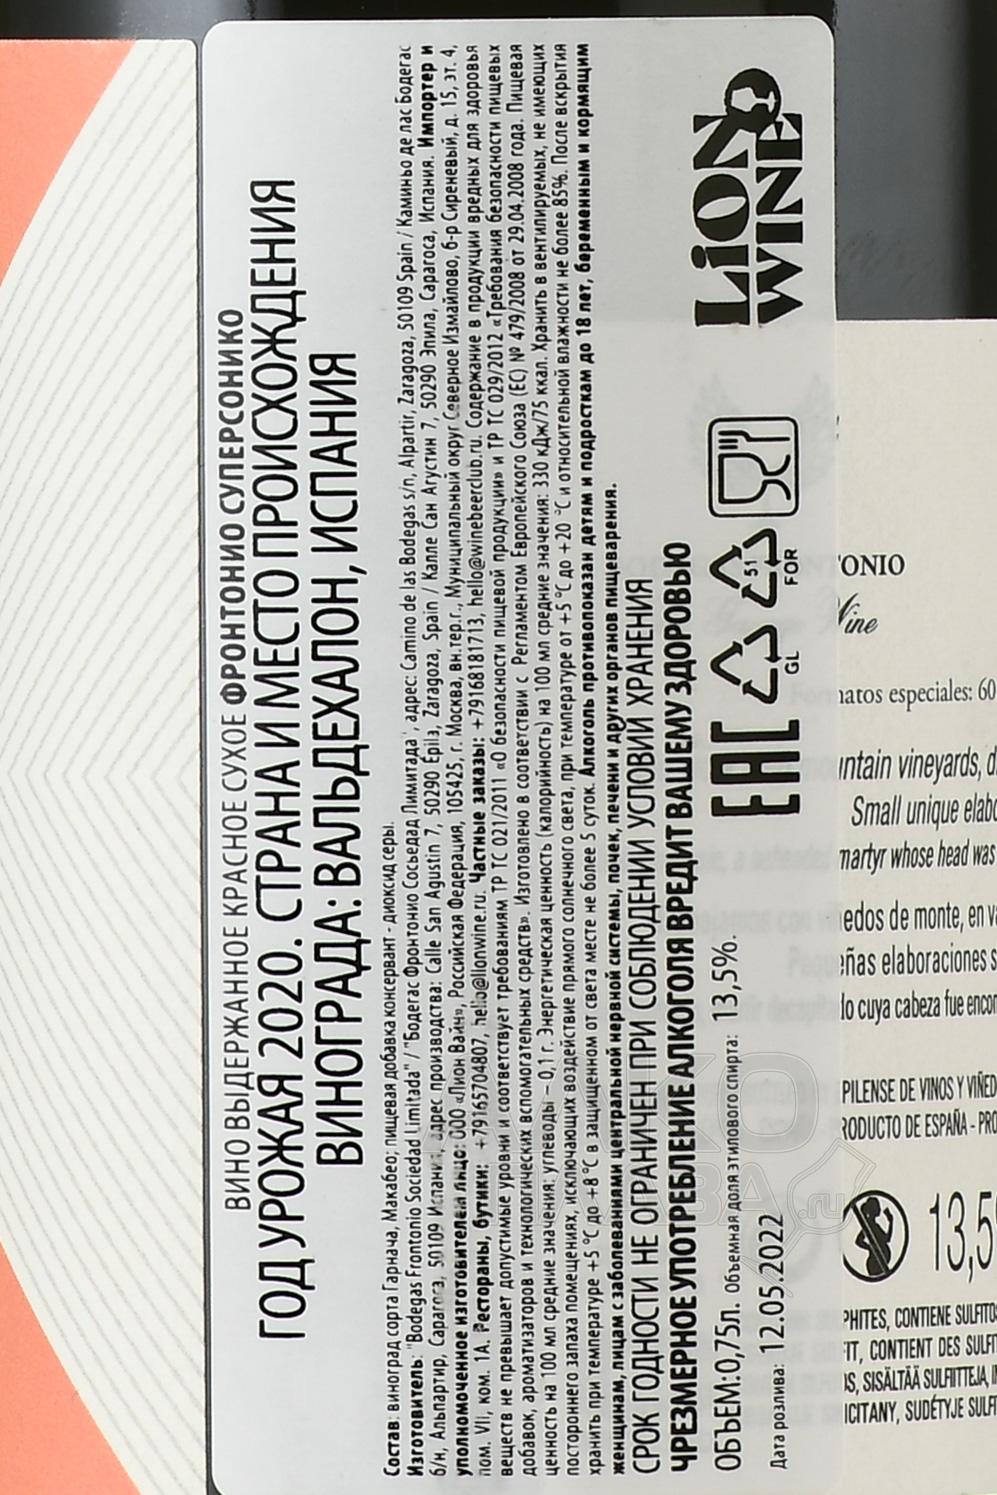 ВИНО ВЫДЕРЖАННОЕ КРАСНОЕ СУХОЕ ФРОНТОНИО СУПЕРСОНИКО
ГОД УРОЖАЯ 2020. СТРАНА И МЕСТО ПРОИСХОЖДЕНИЯ
ВИНОГРАДА: ВАЛЬДЕХАЛОН, ИСПАНИЯ
Состав: виноград сорта Гарнача, Макабео; пищевая добавка консервант - диоксид серы.
Изготовитель: "Bodegas Frontonio Sociedad Limitada" / "Бодегас Фронтонио Сосьедад Лимитада", адрес: Camino de las Bodegas s/n, Alpartir, Zaragoza, 50109 Spain / Каминьо де лас Бодегас
б/н, Альпартир, Сарагоса, 50109 Испания, адрес производства: Calle San Agustin 7, 50290 Epila, Zaragoza, Spain / Калле Сан Агустин 7, 50290 Эпила, Сарагоса, Испания. Импортер и
уполномоченное изготовителем лицо: ООО «Лион Вайн», Российская Федерация, 105425, г. Москва, вн.тер.г., Муниципальный округ Северное Измайлово, б-р Сиреневый, д. 15, эт. 4,
пом. VII, ком. 1А. Рестораны, бутики: +79165704807, hello@lionwine.ru. Частные заказы: +79168181713, hello@winebeerclub.ru. Содержание в продукции вредных для здоровья
веществ не превышает допустимые уровни и соответствует требованиям ТР ТС 021/2011 «О безопасности пищевой продукции» и ТР ТС 029/2012 «Требования безопасности пищевых
добавок, ароматизаторов и технологических вспомогательных средств». Изготовлено в соответствии с Регламентом Европейского Союза (ЕС) № 479/2008 от 29.04.2008 года. Пищевая
ценность на 100 мл средние значения: углеводы – 0,1 г. Энергетическая ценность (калорийность) на 100 мл средние значения: 330 кДж/75 ккал. Хранить в вентилируемых, не имеющих
постороннего запаха помещениях, исключающих воздействие прямого солнечного света, при температуре от +5 °С до +20 °С и относительной влажности не более 85%. После вскрытия
хранить при температуре +5 °С до +8 °С в защищенном от света месте не более 5 суток. Алкоголь противопоказан детям и подросткам до 18 лет, беременным и кормящим
женщинам, лицам с заболеваниями центральной нервной системы, почек, печени и других органов пищеварения.
СРОК ГОДНОСТИ НЕ ОГРАНИЧЕН ПРИ СОБЛЮДЕНИИ УСЛОВИЙ ХРАНЕНИЯ
ЧРЕЗМЕРНОЕ УПОТРЕБЛЕНИЕ АЛКОГОЛЯ ВРЕДИТ ВАШЕМУ ЗДОРОВЬЮ
ОБЪЕМ:0,75л. Объемная доля этилового спирта: 13,5%.
Дата розлива: 12.05.2022
EAC
GL
51
FOR
LiON
WINE
ONIO
Wine
matos especiales: 60
untain vineyards, d
Small unique elabo
martyr whose head was
edos de monte, en v
eñas elaboraciones s
do cuya cabeza fue encon
PILENSE DE VINOS Y VIÑED
RODUCTO DE ESPAÑA - PRO
13,5
PHITES, CONTIENE SULFITOS
FIT, CONTIENT DES SULFI
OS, SISÄLTÄÄ SULFIITTEJA, I
ICITANY, SUDĖTYJE SULF